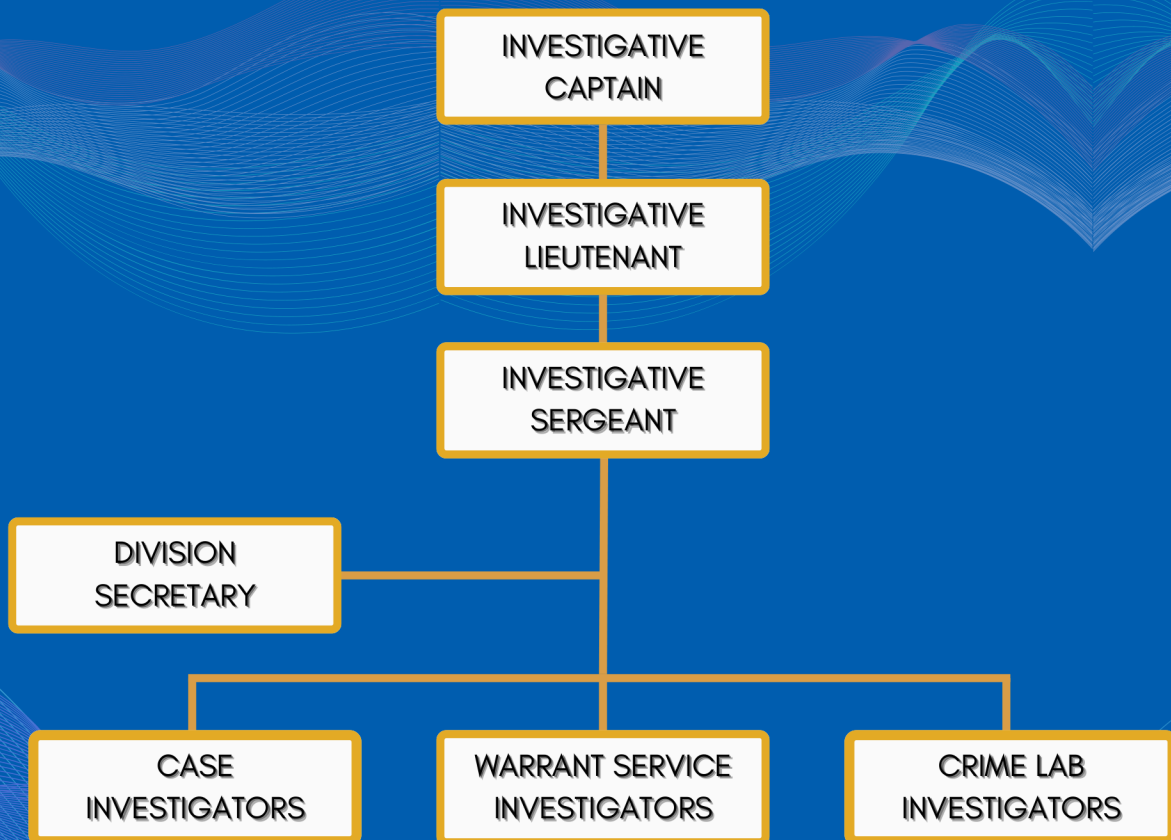 INVESTIGATIVE
CAPTAIN
INVESTIGATIVE
LIEUTENANT
INVESTIGATIVE
SERGEANT
DIVISION
SECRETARY
CASE
INVESTIGATORS
WARRANT SERVICE
INVESTIGATORS
CRIME LAB
INVESTIGATORS